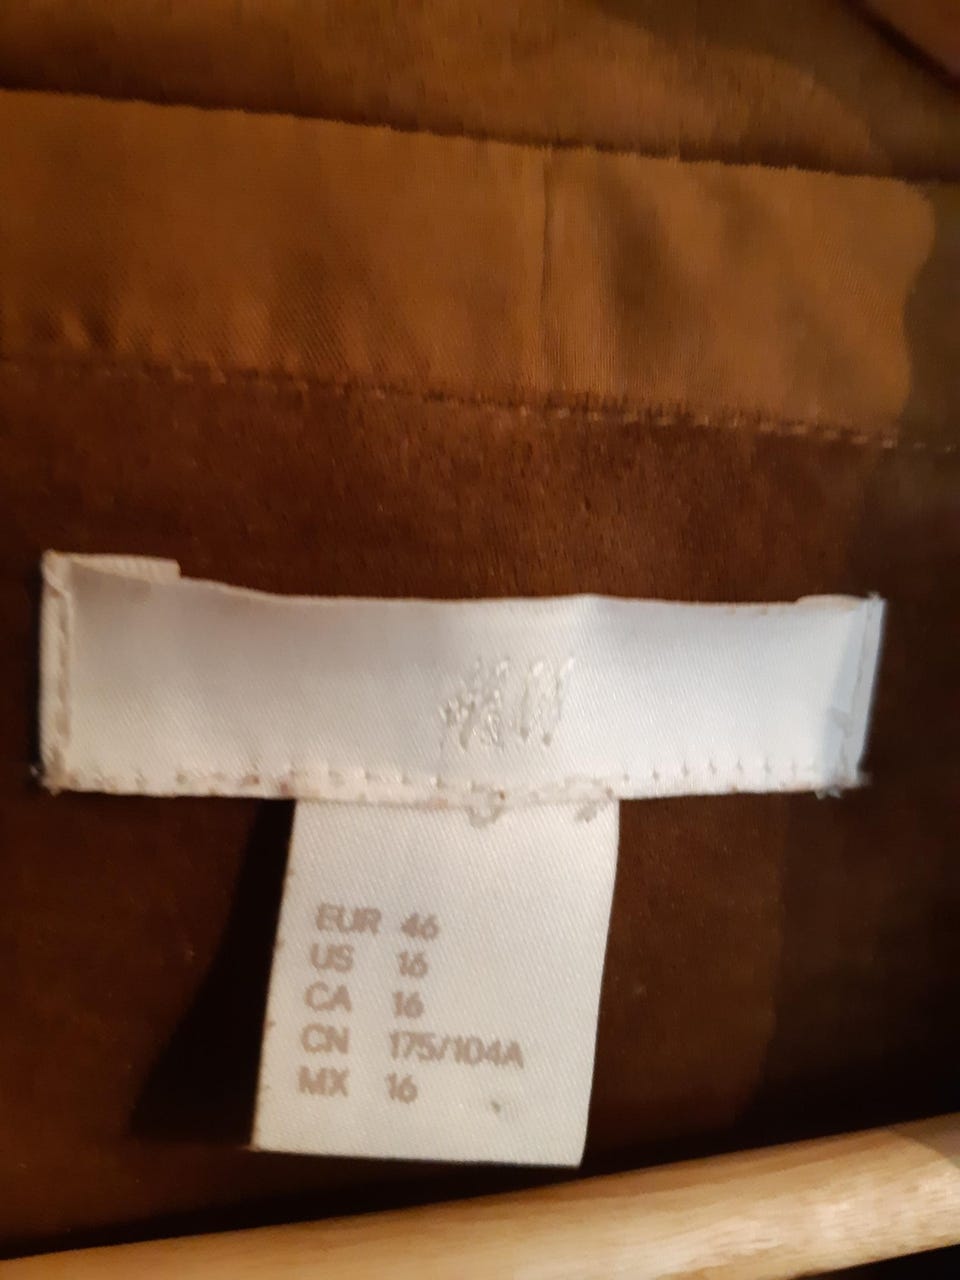 H&M
EUR 46
US 16
CA 16
CN 175/104A
MX 16